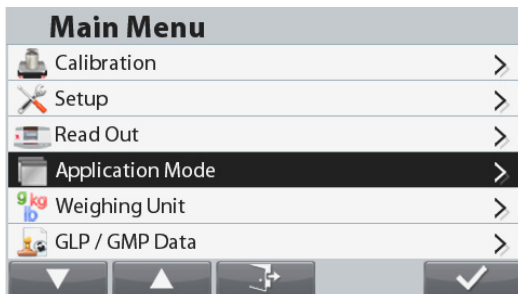 Main Menu
Calibration
Setup
Read Out
Application Mode
g kg
lb
Weighing Unit
GLP / GMP Data